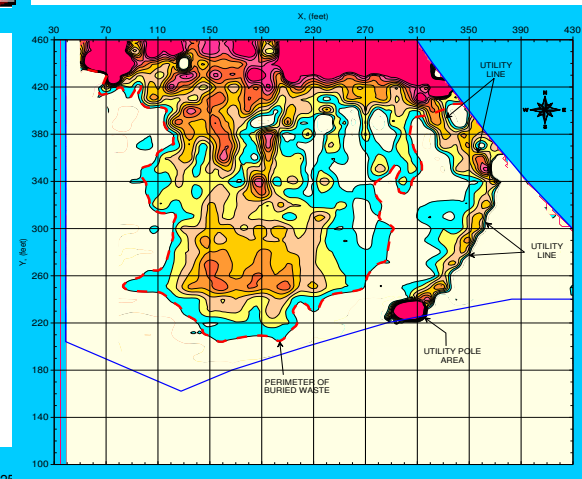 X, (feet)
30 70 110 150 190 230 270 310 350 390 430
460
420
380
340
300
260
220
180
140
100
Y, (feet)
UTILITY
LINE
N
W E
S
UTILITY
LINE
UTILITY POLE
AREA
PERIMETER OF
BURIED WASTE